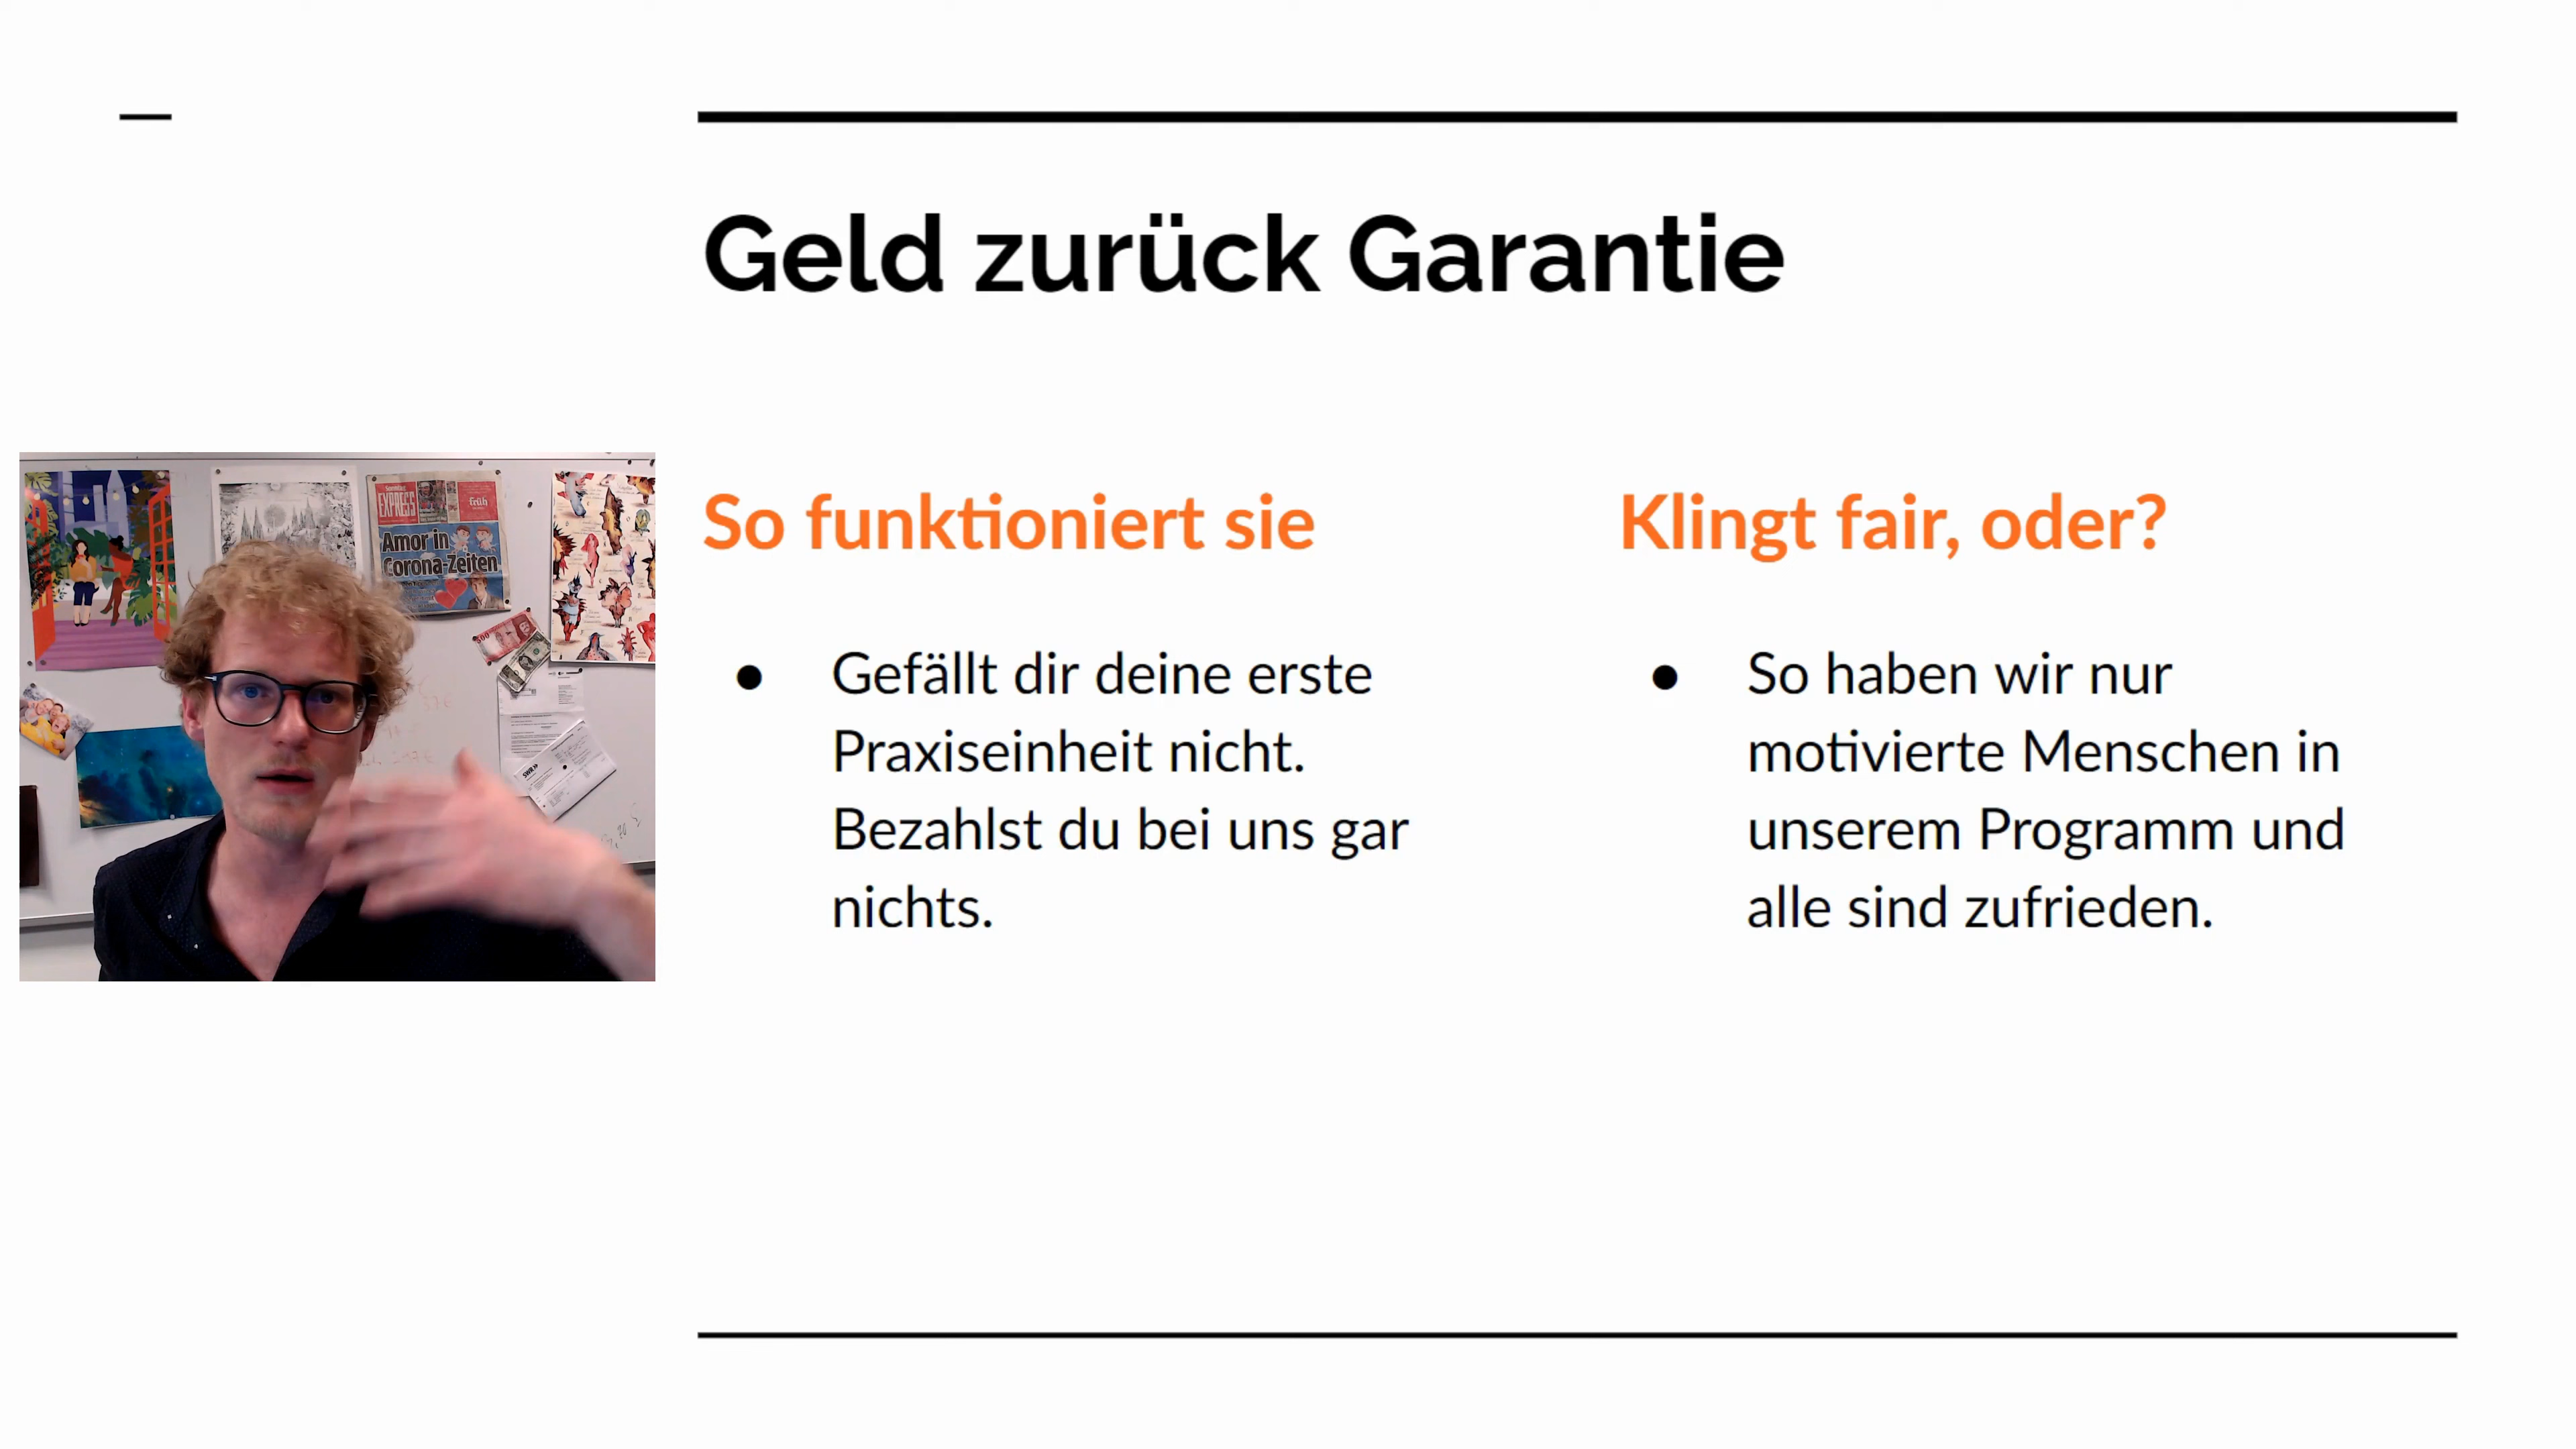 Geld zurück Garantie
So funktioniert sie
Gefällt dir deine erste
Praxiseinheit nicht.
Bezahlst du bei uns gar
nichts.
Klingt fair, oder?
So haben wir nur
motivierte Menschen in
unserem Programm und
alle sind zufrieden.
EXPRESS
früh
Amor in
Corona-Zeiten
SWR»